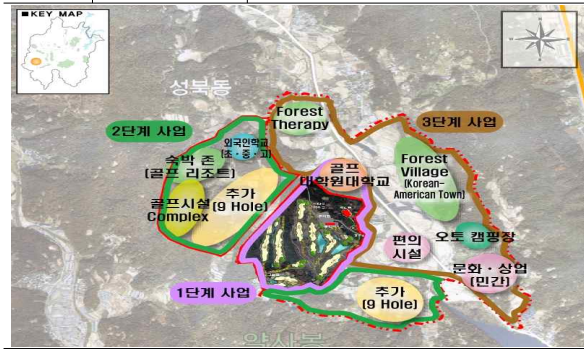 ■KEY MAP
성북동
Forest
Therapy
3단계 사업
2단계 사업
외국인학교
(초·중·고)
숙박 존
(골프 리조트)
골프
대학원대학교
Forest
Village
(Korean-
American Town)
추가
(9 Hole)
골프시설
Complex
편의
시설
오토 캠핑장
문화·상업
(민간)
1단계 사업
추가
(9 Hole)
약사봉